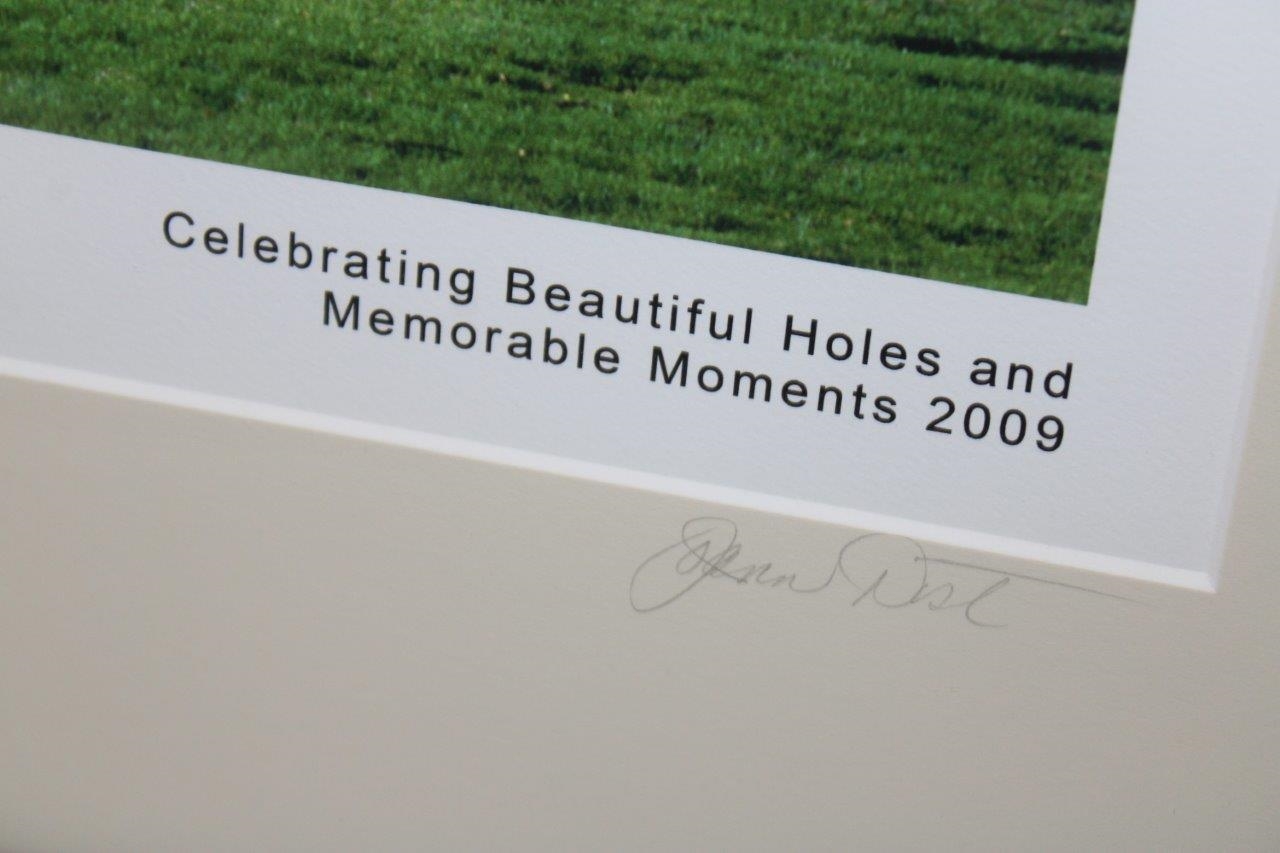 Celebrating Beautiful Holes and
Memorable Moments 2009